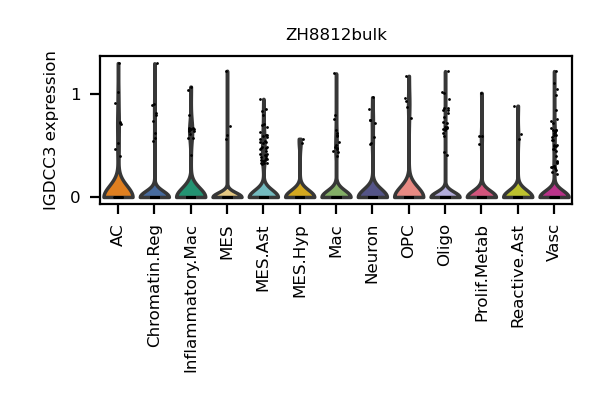 ZH8812bulk
IGDCC3 expression
1
0
AC
Chromatin.Reg
Inflammatory.Mac
MES
MES.Ast
MES.Hyp
Mac
Neuron
OPC
Oligo
Prolif.Metab
Reactive.Ast
Vasc